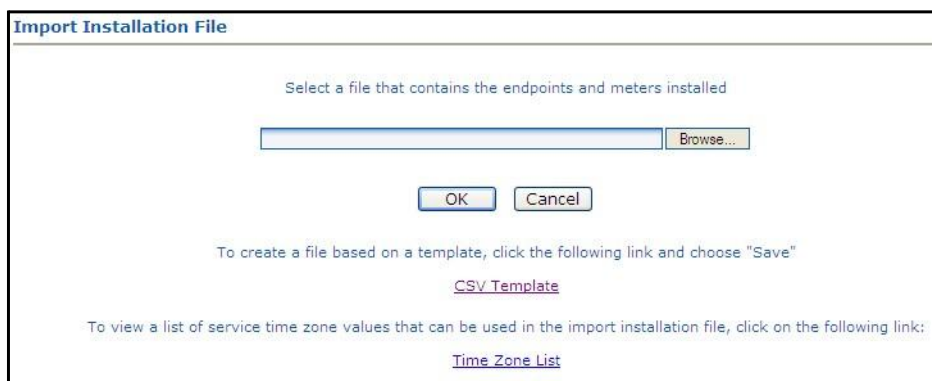 Import Installation File
Select a file that contains the endpoints and meters installed
Browse...
OK Cancel
To create a file based on a template, click the following link and choose "Save"
CSV Template
To view a list of service time zone values that can be used in the import installation file, click on the following link:
Time Zone List